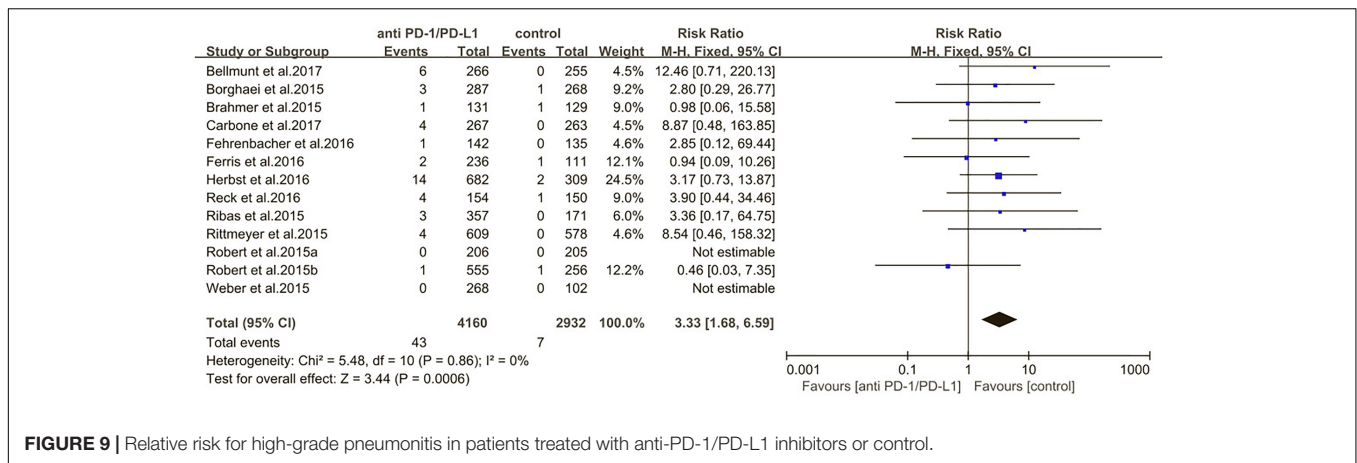 anti PD-1/PD-L1 control Risk Ratio Risk Ratio
Study or Subgroup Events Total Events Total Weight M-H, Fixed, 95% CI M-H, Fixed, 95% CI
Bellmunt et al.2017 6 266 0 255 4.5% 12.46 [0.71, 220.13]
Borghaei et al.2015 3 287 1 268 9.2% 2.80 [0.29, 26.77]
Brahmer et al.2015 1 131 1 129 9.0% 0.98 [0.06, 15.58]
Carbone et al.2017 4 267 0 263 4.5% 8.87 [0.48, 163.85]
Fehrenbacher et al.2016 1 142 0 135 4.6% 2.85 [0.12, 69.44]
Ferris et al.2016 2 236 1 111 12.1% 0.94 [0.09, 10.26]
Herbst et al.2016 14 682 2 309 24.5% 3.17 [0.73, 13.87]
Reck et al.2016 4 154 1 150 9.0% 3.90 [0.44, 34.46]
Ribas et al.2015 3 357 0 171 6.0% 3.36 [0.17, 64.75]
Rittmeyer et al.2015 4 609 0 578 4.6% 8.54 [0.46, 158.32]
Robert et al.2015a 0 206 0 205 Not estimable
Robert et al.2015b 1 555 1 256 12.2% 0.46 [0.03, 7.35]
Weber et al.2015 0 268 0 102 Not estimable
Total (95% CI) 4160 2932 100.0% 3.33 [1.68, 6.59]
Total events 43 7
Heterogeneity: Chi² = 5.48, df = 10 (P = 0.86); I² = 0%
Test for overall effect: Z = 3.44 (P = 0.0006)
0.001 0.1 1 10 1000
Favours [anti PD-1/PD-L1] Favours [control]
FIGURE 9 | Relative risk for high-grade pneumonitis in patients treated with anti-PD-1/PD-L1 inhibitors or control.